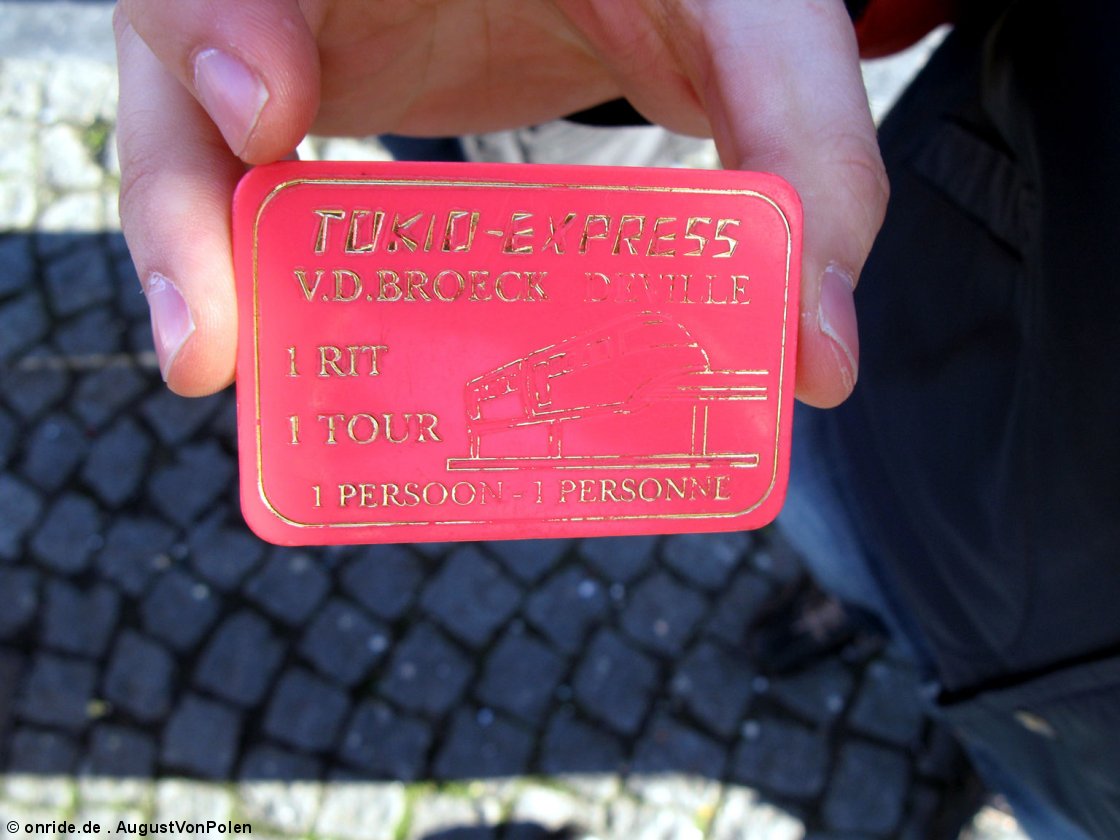 TOKIO-EXPRESS
V.D.BROECK DEVILLE
1 RIT
1 TOUR
1 PERSOON - 1 PERSONNE
© onride.de . AugustVonPolen